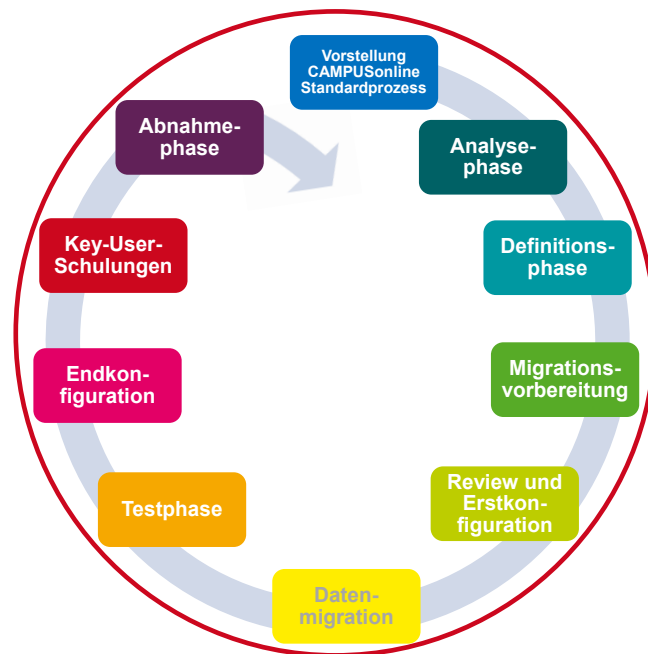 Vorstellung
CAMPUSonline
Standardprozess
Analyse-
phase
Definitions-
phase
Migrations-
vorbereitung
Review und
Erstkon-
figuration
Daten-
migration
Testphase
Endkon-
figuration
Key-User-
Schulungen
Abnahme-
phase